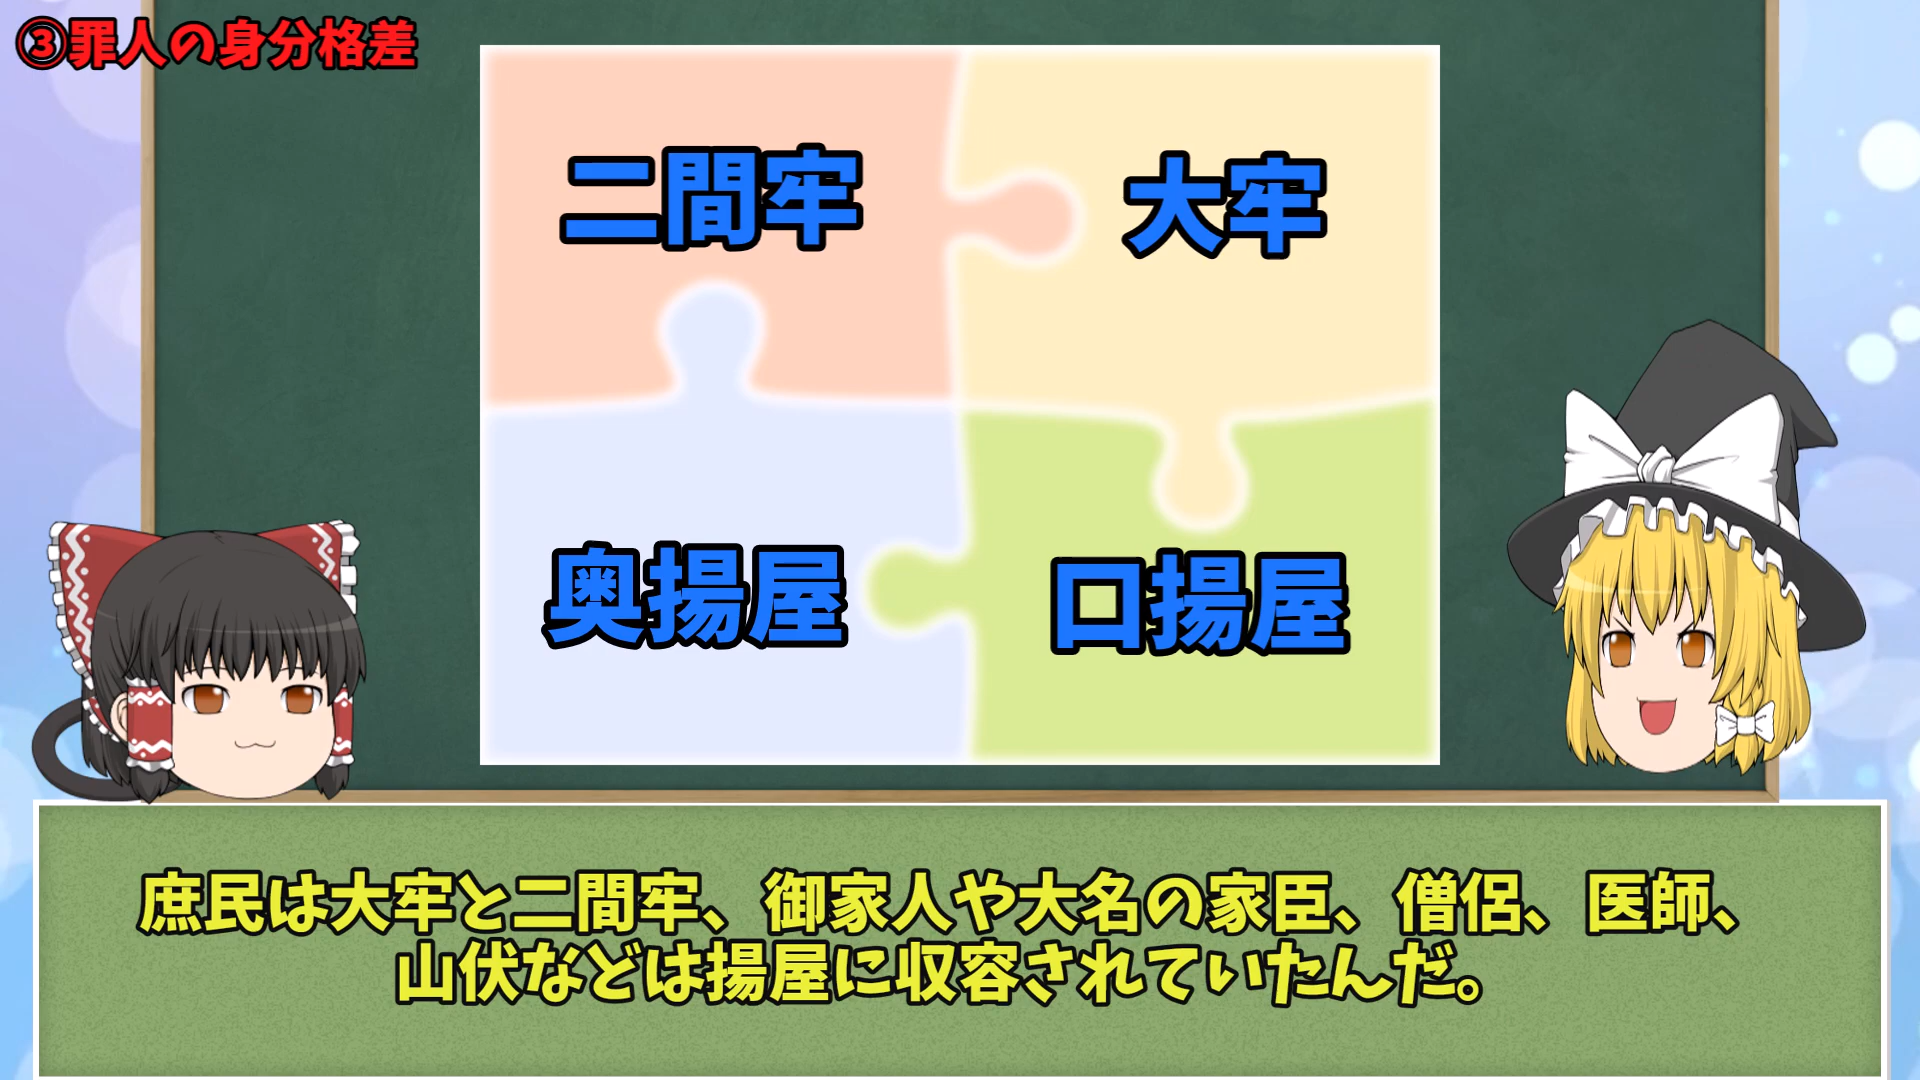 ③罪人の身分格差
二間牢
大牢
奥揚屋
口揚屋
庶民は大牢と二間牢、御家人や大名の家臣、僧侶、医師、
山伏などは揚屋に収容されていたんだ。